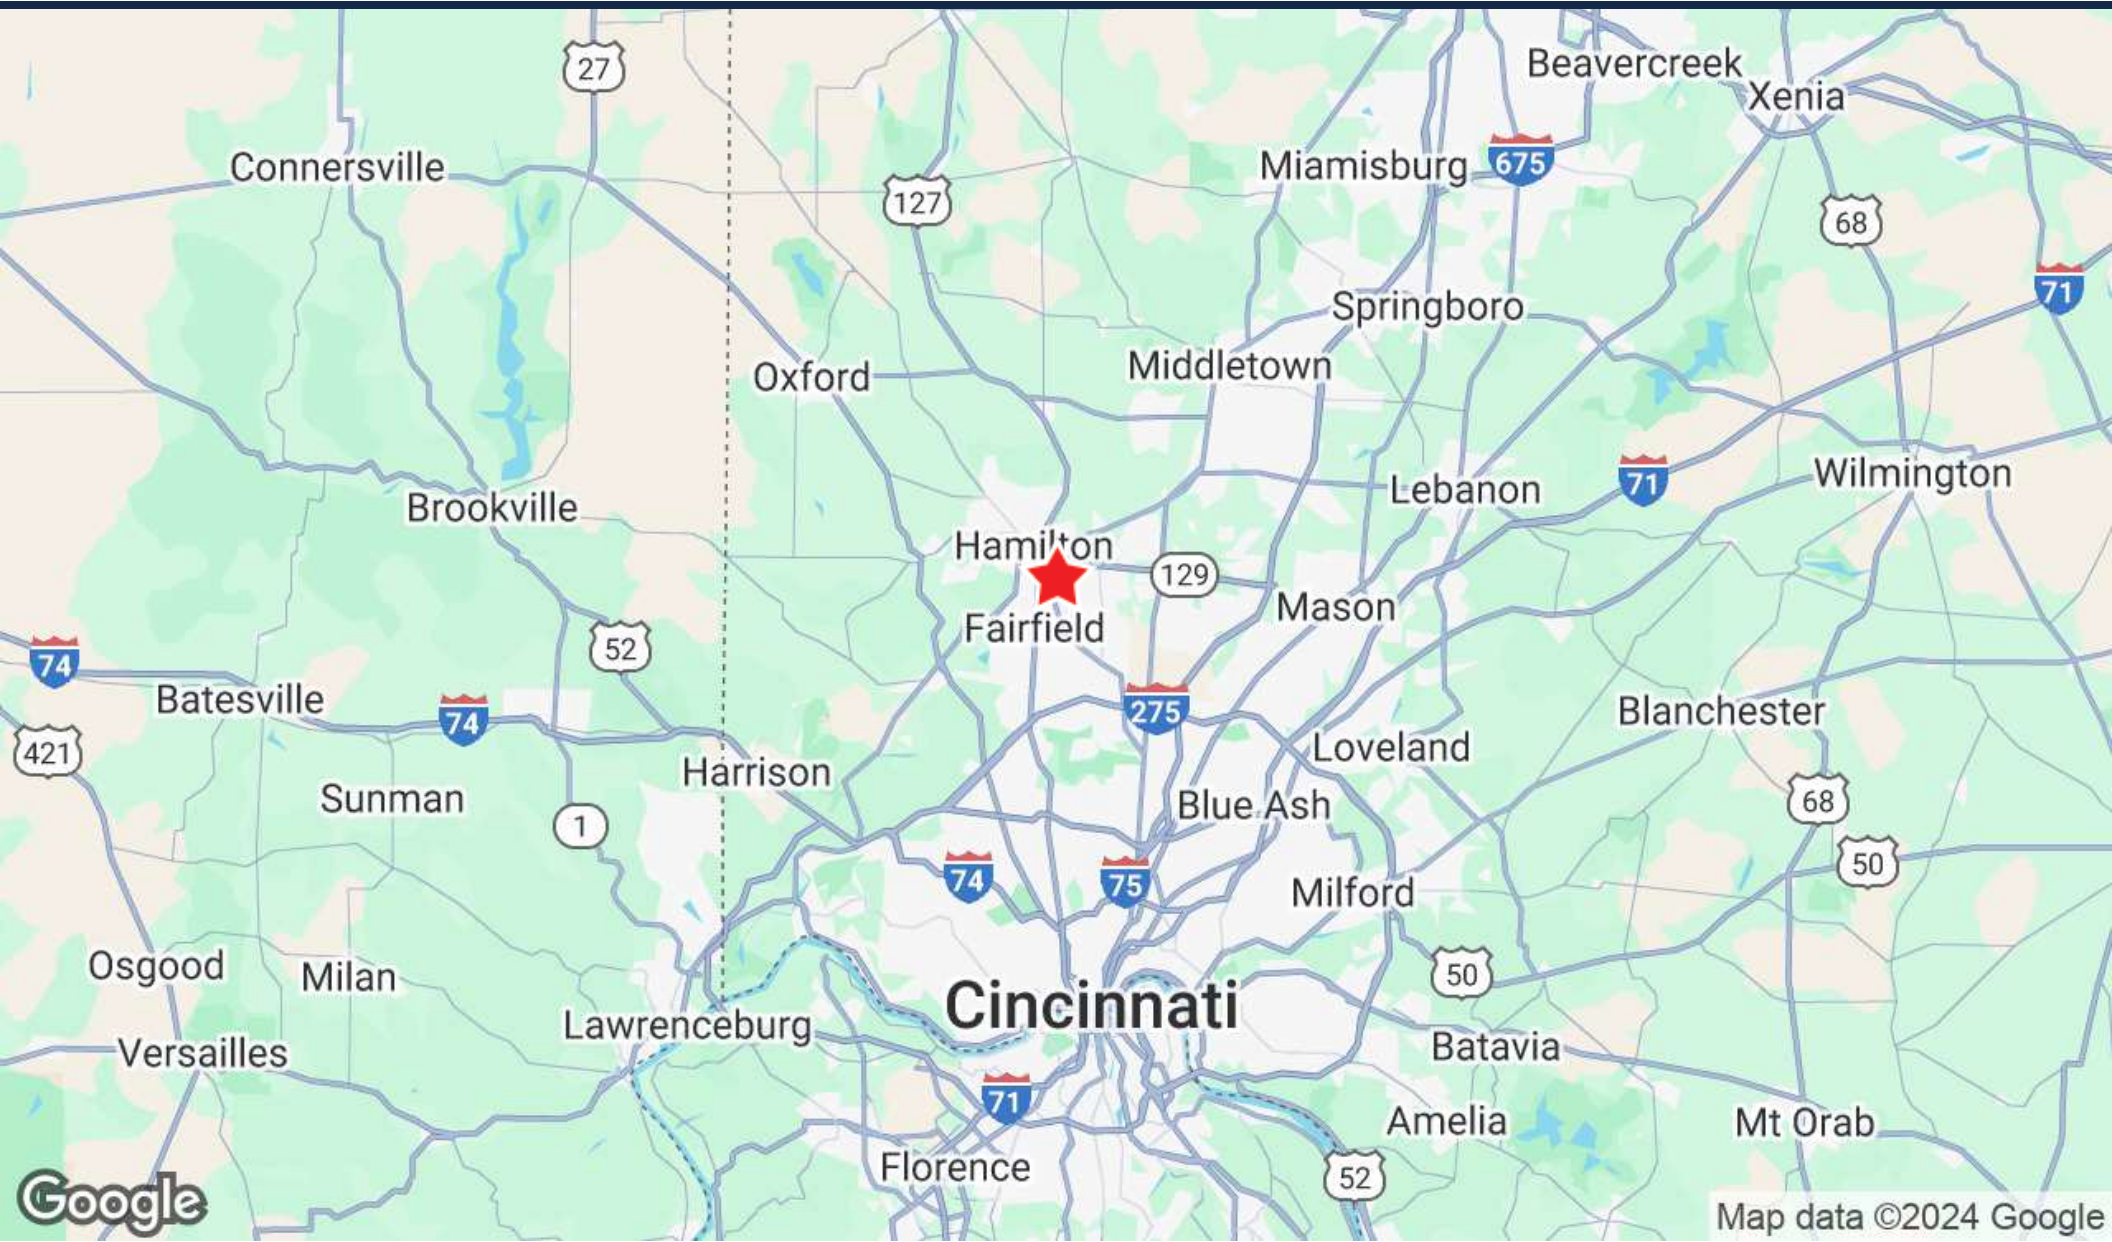 27
Beavercreek
Xenia
Connersville
Miamisburg
675
127
68
71
Springboro
Middletown
Oxford
Lebanon
71
Wilmington
Brookville
Hamilton
129
Mason
Fairfield
52
74
Batesville
74
275
Blanchester
421
Loveland
Harrison
Sunman
1
Blue Ash
68
50
74
75
Milford
Osgood
Milan
50
Cincinnati
Lawrenceburg
Versailles
Batavia
71
Amelia
Mt Orab
Florence
52
Google
Map data ©2024 Google